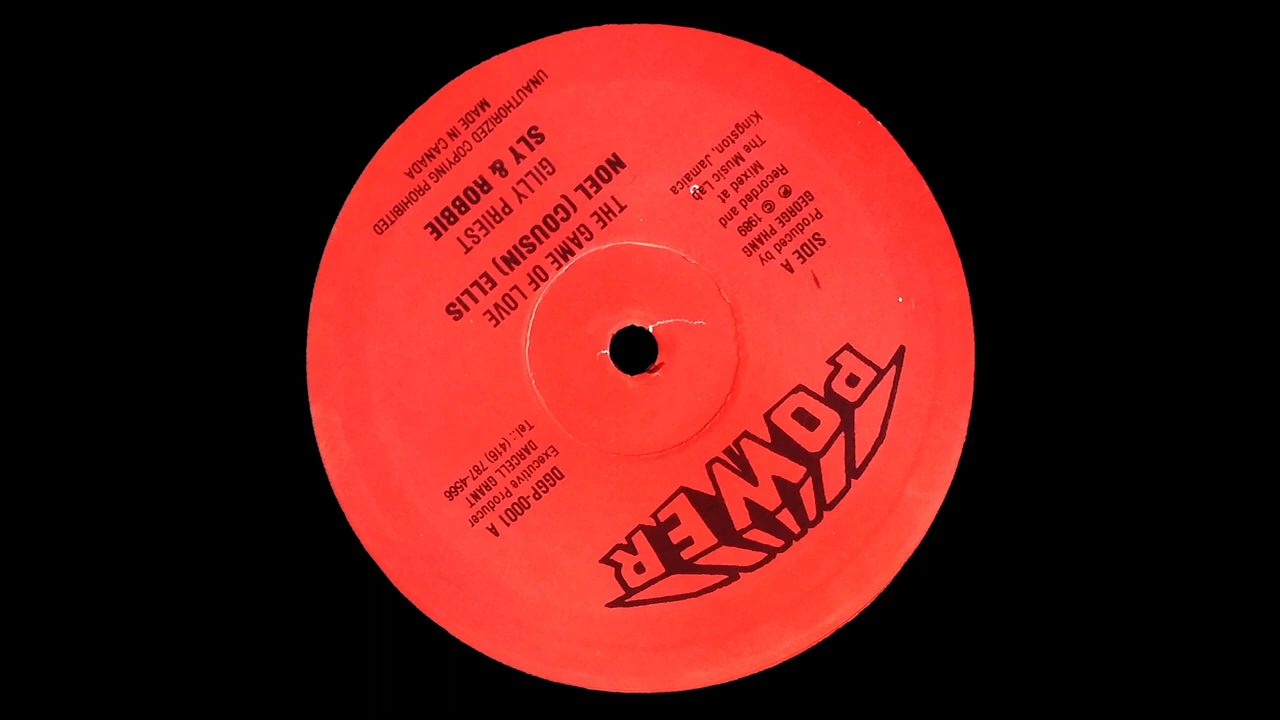 POWER
SIDE A
Produced by
GEORGE PHANG
℗ © 1989
Recorded and
Mixed at
The Music Lab
Kingston, Jamaica
DGGP-0001 A
Executive Producer
DARCELL GRANT
Tel.: (416) 787-4566
THE GAME OF LOVE
NOEL (COUSIN) ELLIS
GILLY PRIEST
SLY & ROBBIE
MADE IN CANADA
UNAUTHORIZED COPYING PROHIBITED